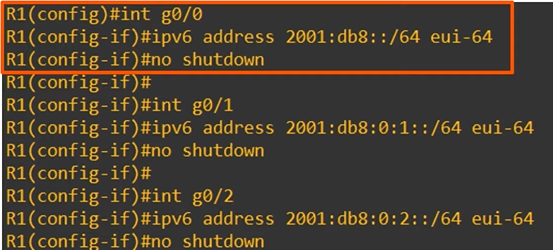 R1(config)#int g0/0
R1(config-if)#ipv6 address 2001:db8::/64 eui-64
R1(config-if)#no shutdown
R1(config-if)#
R1(config-if)#int g0/1
R1(config-if)#ipv6 address 2001:db8:0:1::/64 eui-64
R1(config-if)#no shutdown
R1(config-if)#
R1(config-if)#int g0/2
R1(config-if)#ipv6 address 2001:db8:0:2::/64 eui-64
R1(config-if)#no shutdown